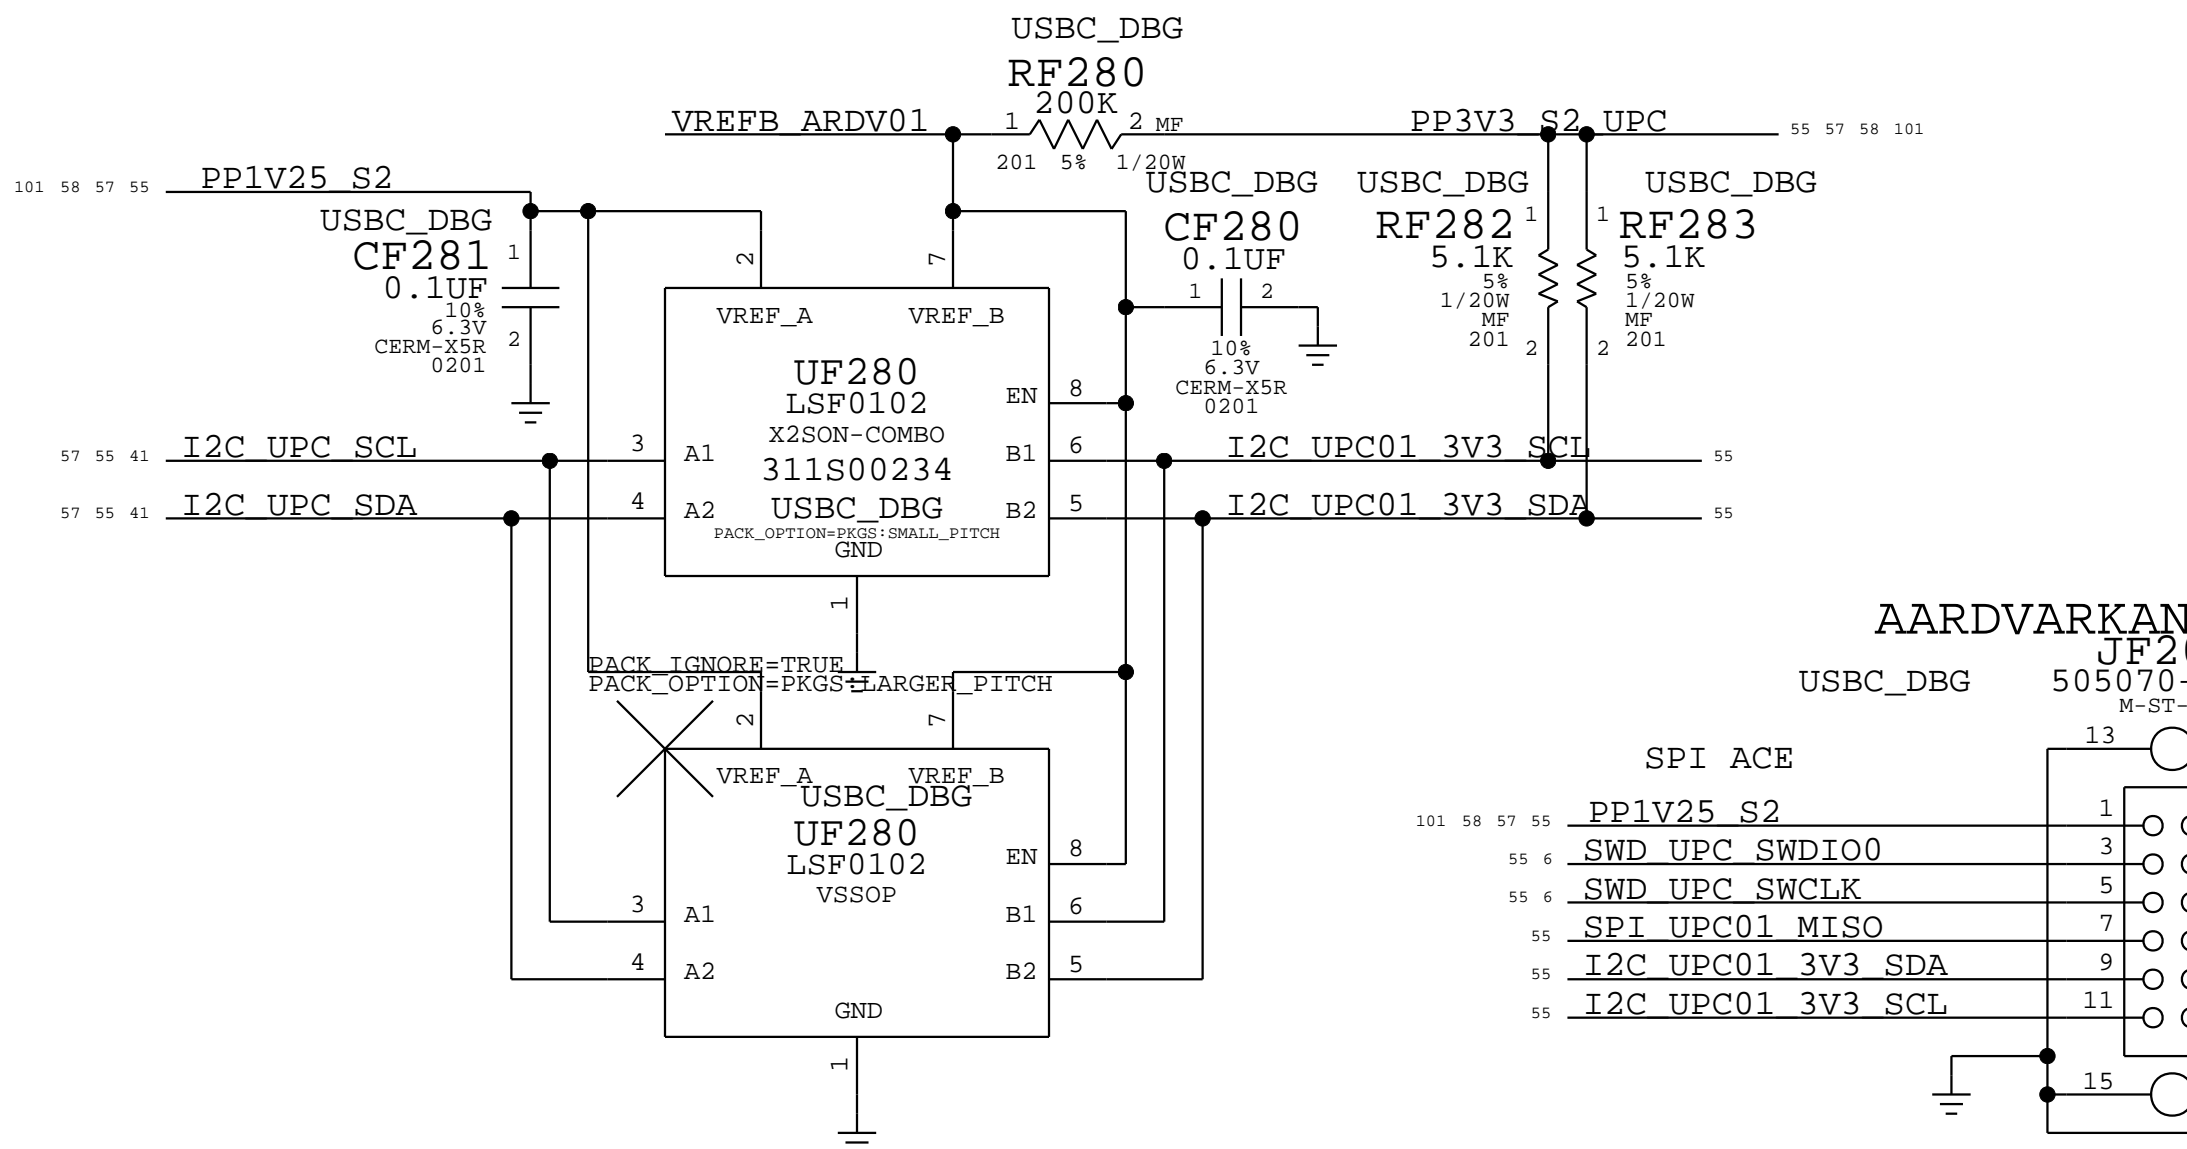 USBC_DBG
RF280
200K
VREFB_ARDV01
1
2 MF
PP3V3_S2_UPC
55 57 58 101
201 5% 1/20W
101 58 57 55
PP1V25_S2
USBC_DBG
CF281
1
0.1UF
10%
6.3V
2
CERM-X5R
0201
2
7
USBC_DBG
CF280
0.1UF
1
2
10%
6.3V
CERM-X5R
0201
USBC_DBG
RF282
1
5.1K
5%
1/20W
MF
201
2
USBC_DBG
1
RF283
5.1K
5%
1/20W
MF
2
201
VREF_A
VREF_B
UF280
LSF0102
EN
8
X2SON-COMBO
57 55 41
I2C_UPC_SCL
3
A1
311S00234
B1
6
I2C_UPC01_3V3_SCL
55
57 55 41
I2C_UPC_SDA
4
A2
USBC_DBG
B2
5
I2C_UPC01_3V3_SDA
55
PACK_OPTION=PKGS:SMALL_PITCH
GND
1
PACK_IGNORE=TRUE
PACK_OPTION=PKGS:LARGER_PITCH
2
7
VREF_A
VREF_B
USBC_DBG
UF280
LSF0102
EN
8
VSSOP
3
A1
B1
6
4
A2
B2
5
GND
1
AARDVARKAN
JF2
USBC_DBG
505070-
M-ST-
13
SPI ACE
101 58 57 55
PP1V25_S2
1
55 6
SWD_UPC_SWDIO0
3
55 6
SWD_UPC_SWCLK
5
55
SPI_UPC01_MISO
7
55
I2C_UPC01_3V3_SDA
9
55
I2C_UPC01_3V3_SCL
11
15